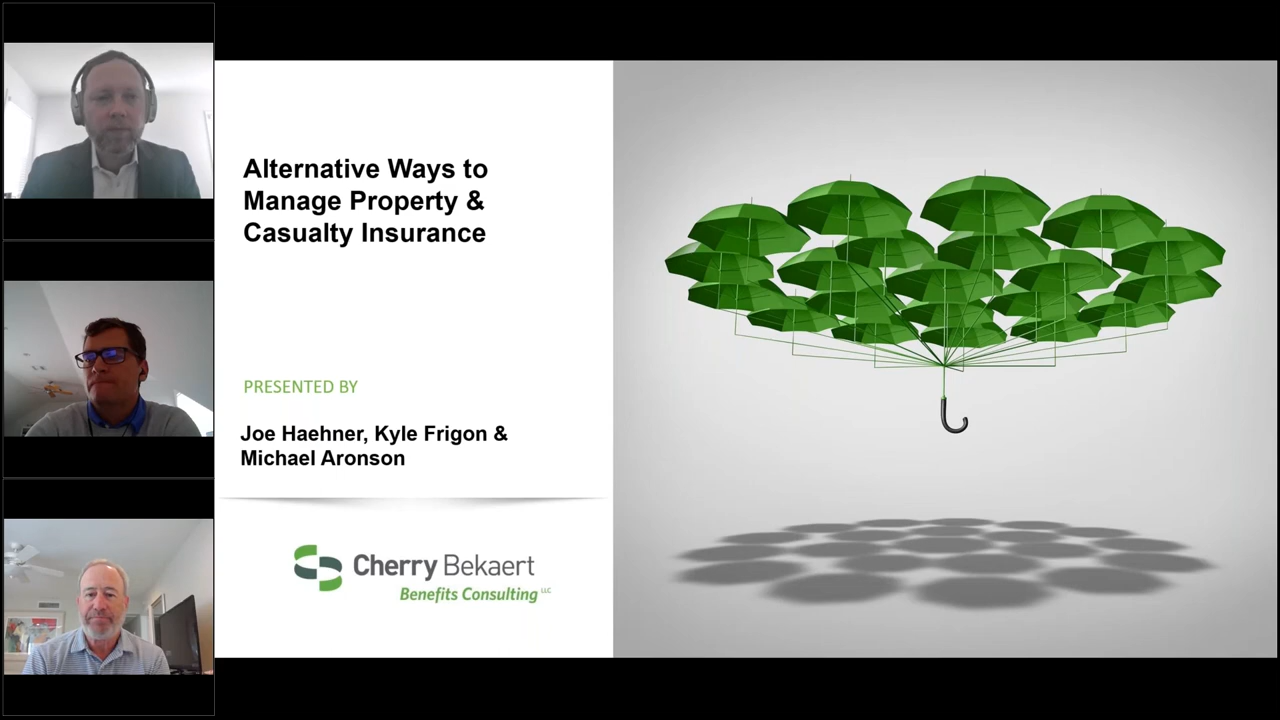 Alternative Ways to
Manage Property &
Casualty Insurance
PRESENTED BY
Joe Haehner, Kyle Frigon &
Michael Aronson
Cherry Bekaert
Benefits Consulting LLC